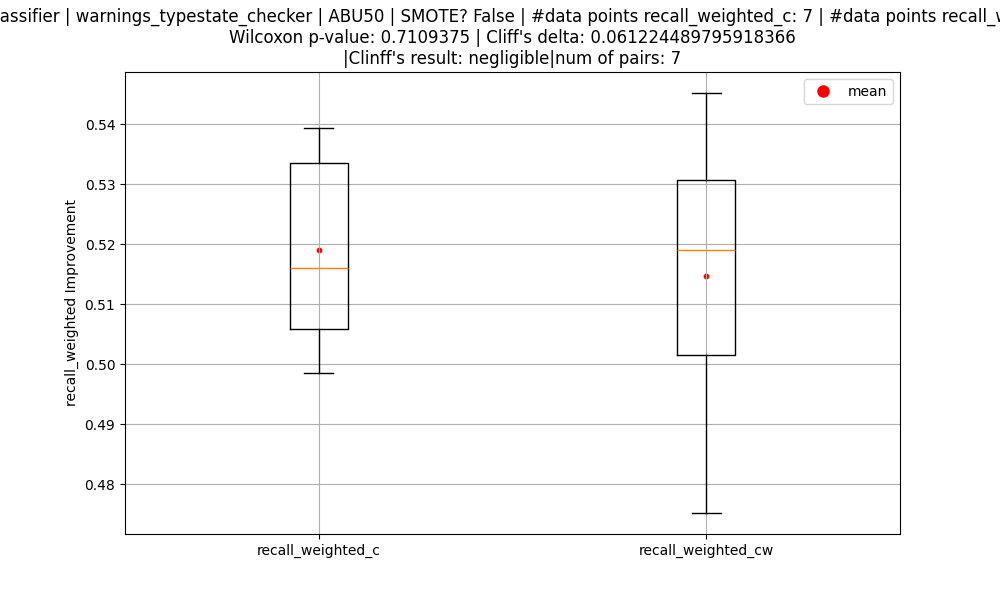 assifier | warnings_typestate_checker | ABU50 | SMOTE? False | #data points recall_weighted_c: 7 | #data points recall_w
Wilcoxon p-value: 0.7109375 | Cliff's delta: 0.061224489795918366
|Clinff's result: negligible|num of pairs: 7
mean
0.54
0.53
0.52
0.51
0.50
0.49
0.48
recall_weighted Improvement
recall_weighted_c
recall_weighted_cw